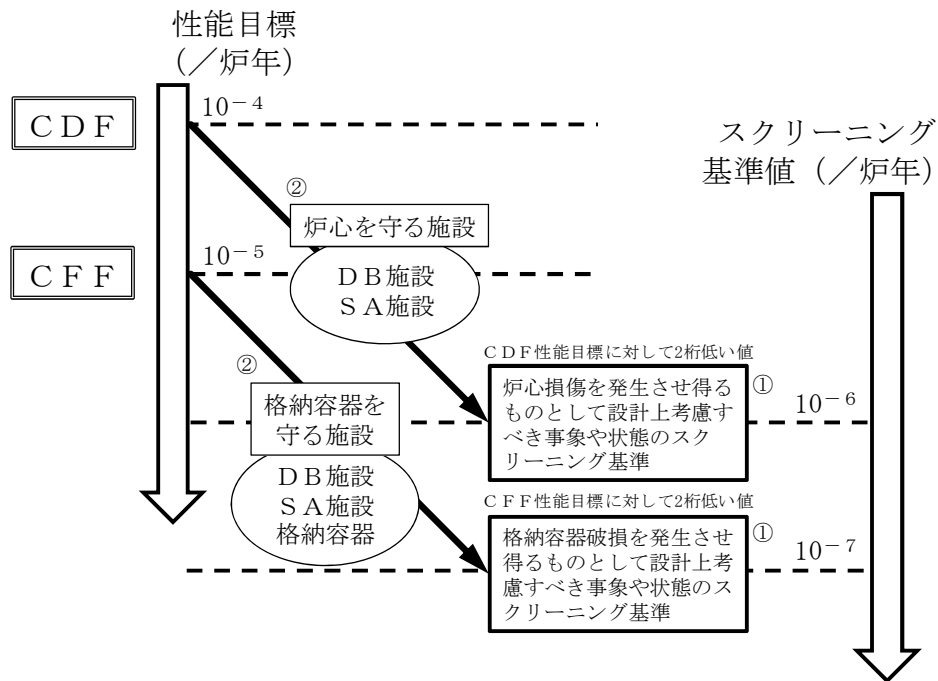 性能目標
(／炉年)
ＣＤＦ
10－4
スクリーニング
基準値（／炉年）
②
炉心を守る施設
ＣＦＦ
10－5
ＤＢ施設
ＳＡ施設
ＣＤＦ性能目標に対して2桁低い値
②
格納容器を
守る施設
炉心損傷を発生させ得る
ものとして設計上考慮す
べき事象や状態のスク
リーニング基準
①
10－6
ＤＢ施設
ＳＡ施設
格納容器
ＣＦＦ性能目標に対して2桁低い値
格納容器破損を発生させ
得るものとして設計上考
慮すべき事象や状態のス
クリーニング基準
①
10－7